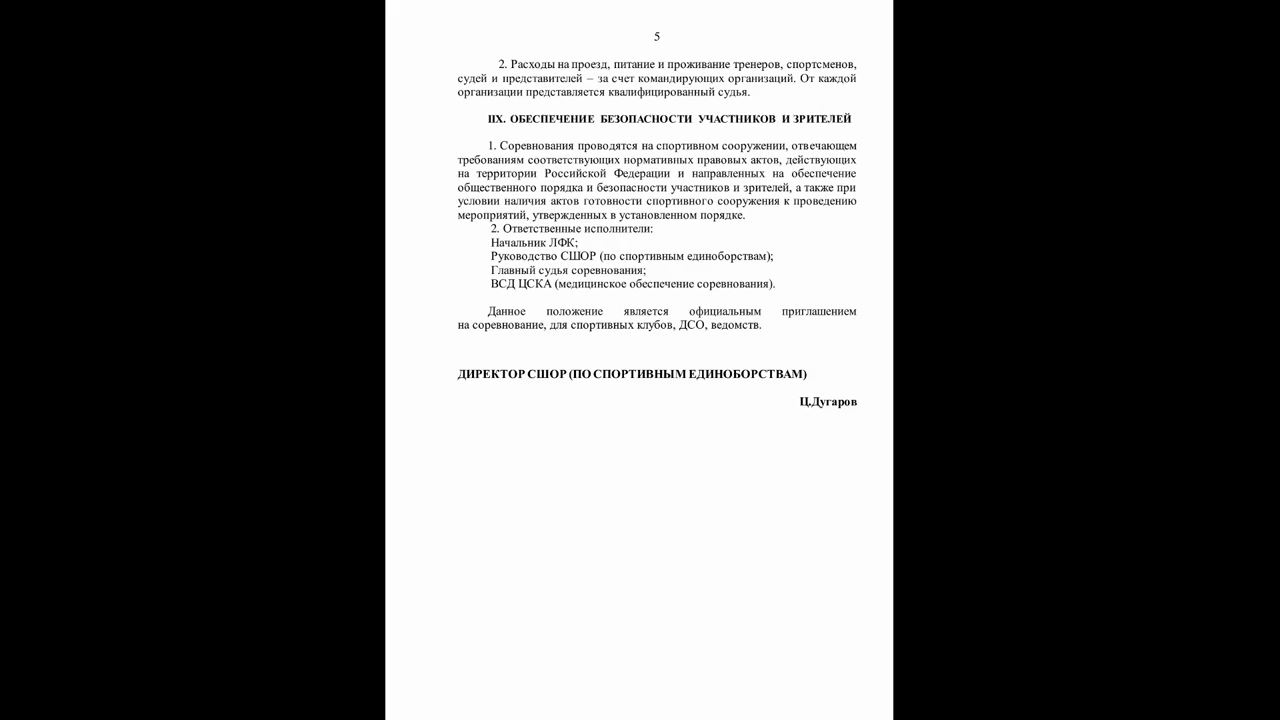 5
2. Расходы на проезд, питание и проживание тренеров, спортсменов,
судей и представителей – за счет командирующих организаций. От каждой
организации представляется квалифицированный судья.
IIX. ОБЕСПЕЧЕНИЕ БЕЗОПАСНОСТИ УЧАСТНИКОВ И ЗРИТЕЛЕЙ
1. Соревнования проводятся на спортивном сооружении, отвечающем
требованиям соответствующих нормативных правовых актов, действующих
на территории Российской Федерации и направленных на обеспечение
общественного порядка и безопасности участников и зрителей, а также при
условии наличия актов готовности спортивного сооружения к проведению
мероприятий, утвержденных в установленном порядке.
2. Ответственные исполнители:
Начальник ЛФК;
Руководство СШОР (по спортивным единоборствам);
Главный судья соревнования;
ВСД ЦСКА (медицинское обеспечение соревнования).
Данное положение является официальным приглашением
на соревнование, для спортивных клубов, ДСО, ведомств.
ДИРЕКТОР СШОР (ПО СПОРТИВНЫМ ЕДИНОБОРСТВАМ)
Ц.Дугаров